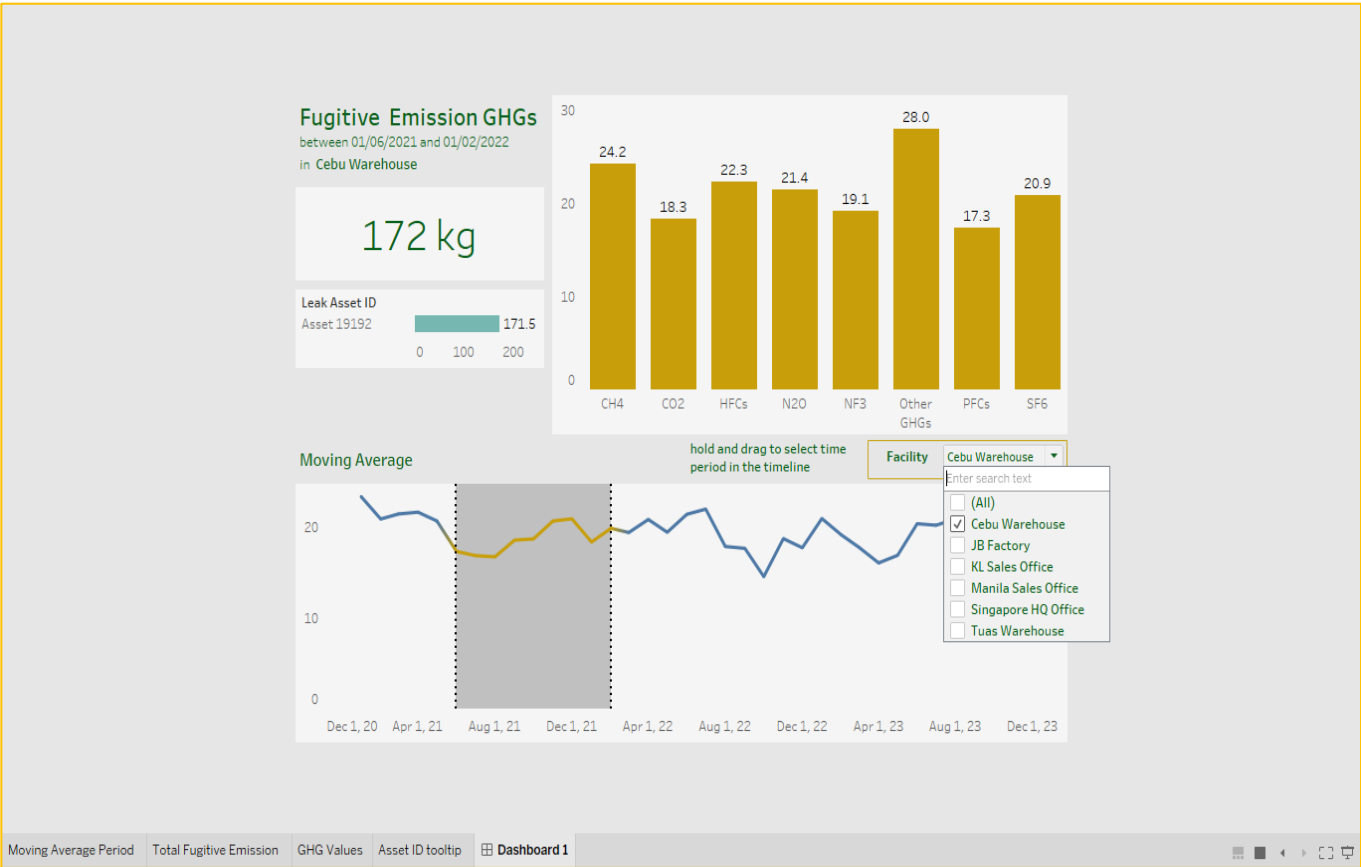 Fugitive Emission GHGs
between 01/06/2021 and 01/02/2022
in Cebu Warehouse
172 kg
Leak Asset ID
Asset 19192
171.5
0 100 200
30
20
10
0
24.2
18.3
22.3
21.4
19.1
28.0
17.3
20.9
CH4 CO2 HFCs N2O NF3 Other GHGs PFCs SF6
Moving Average
hold and drag to select time
period in the timeline
Facility Cebu Warehouse
Enter search text
(All)
Cebu Warehouse
JB Factory
KL Sales Office
Manila Sales Office
Singapore HQ Office
Tuas Warehouse
20
10
0
Dec 1, 20 Apr 1, 21 Aug 1, 21 Dec 1, 21 Apr 1, 22 Aug 1, 22 Dec 1, 22 Apr 1, 23 Aug 1, 23 Dec 1, 23
Moving Average Period Total Fugitive Emission GHG Values Asset ID tooltip Dashboard 1